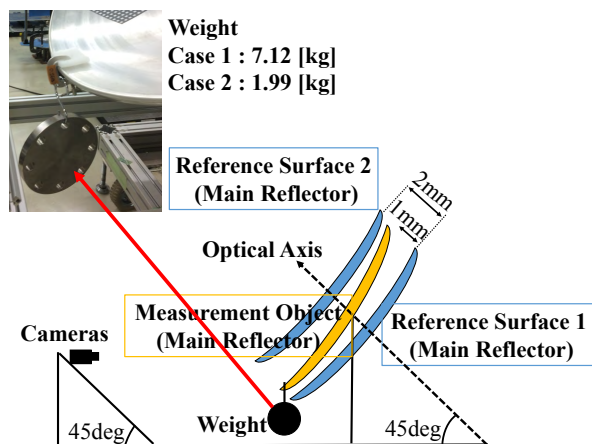 Weight
Case 1 : 7.12 [kg]
Case 2 : 1.99 [kg]
Reference Surface 2
(Main Reflector)
2mm
1mm
Optical Axis
Measurement Object
(Main Reflector)
Cameras
Reference Surface 1
(Main Reflector)
Weight
45deg
45deg